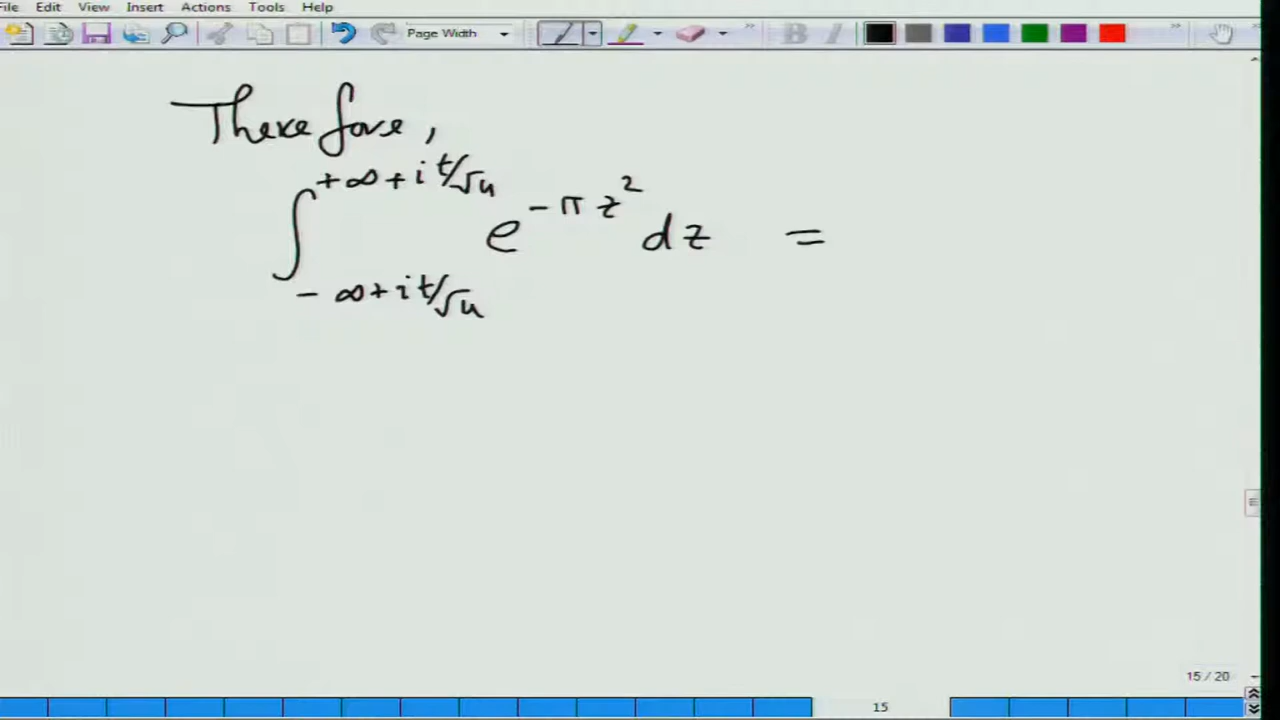 File Edit View Insert Actions Tools Help
Page Width
B I
Therefore,
∫_{-∞+it/√u}^{+∞+it/√u} e^{-πz²} dz =
15 / 20
15